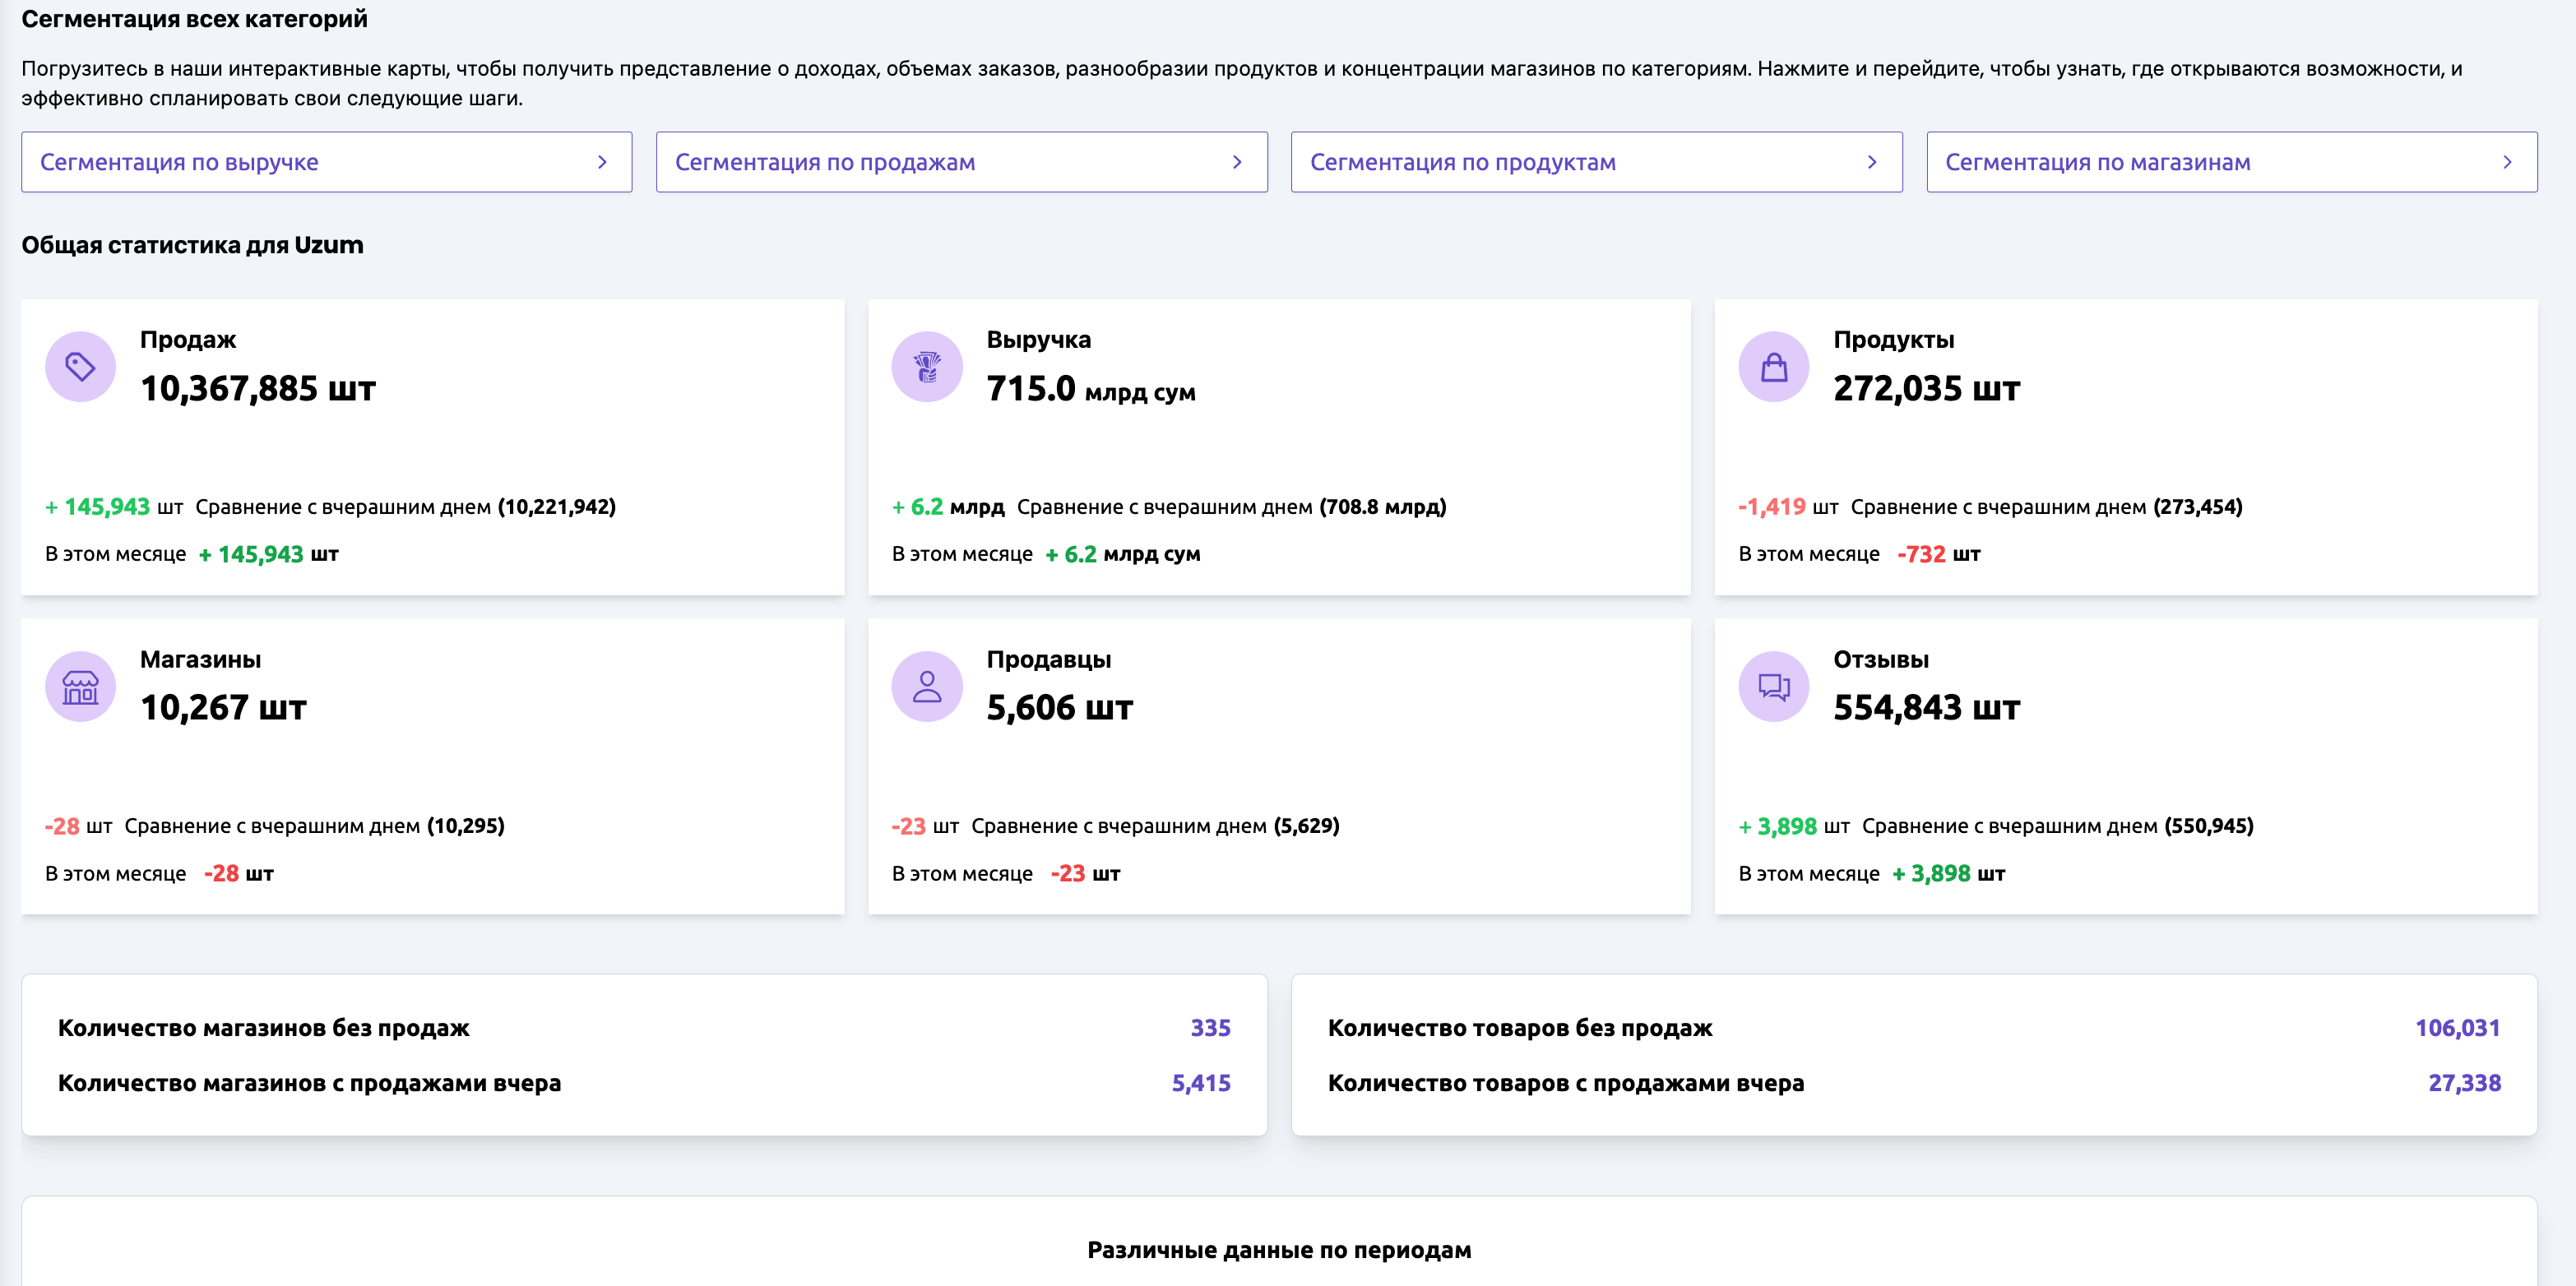 Сегментация всех категорий
Погрузитесь в наши интерактивные карты, чтобы получить представление о доходах, объемах заказов, разнообразии продуктов и концентрации магазинов по категориям. Нажмите и перейдите, чтобы узнать, где открываются возможности, и
эффективно спланировать свои следующие шаги.
Сегментация по выручке
Сегментация по продажам
Сегментация по продуктам
Сегментация по магазинам
Общая статистика для Uzum
Продаж
10,367,885 шт
+ 145,943 шт Сравнение с вчерашним днем (10,221,942)
В этом месяце + 145,943 шт
Выручка
715.0 млрд сум
+ 6.2 млрд Сравнение с вчерашним днем (708.8 млрд)
В этом месяце + 6.2 млрд сум
Продукты
272,035 шт
-1,419 шт Сравнение с вчерашним днем (273,454)
В этом месяце -732 шт
Магазины
10,267 шт
-28 шт Сравнение с вчерашним днем (10,295)
В этом месяце -28 шт
Продавцы
5,606 шт
-23 шт Сравнение с вчерашним днем (5,629)
В этом месяце -23 шт
Отзывы
554,843 шт
+ 3,898 шт Сравнение с вчерашним днем (550,945)
В этом месяце + 3,898 шт
Количество магазинов без продаж 335
Количество магазинов с продажами вчера 5,415
Количество товаров без продаж 106,031
Количество товаров с продажами вчера 27,338
Различные данные по периодам